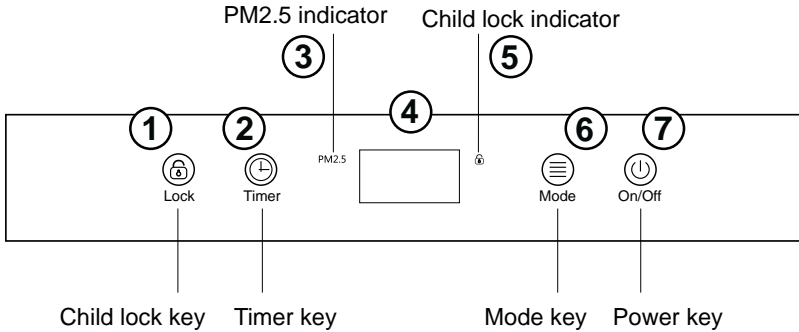 PM2.5 indicator
Child lock indicator
3
5
4
1
2
6
7
PM2.5
Lock
Timer
Mode
On/Off
Child lock key
Timer key
Mode key
Power key